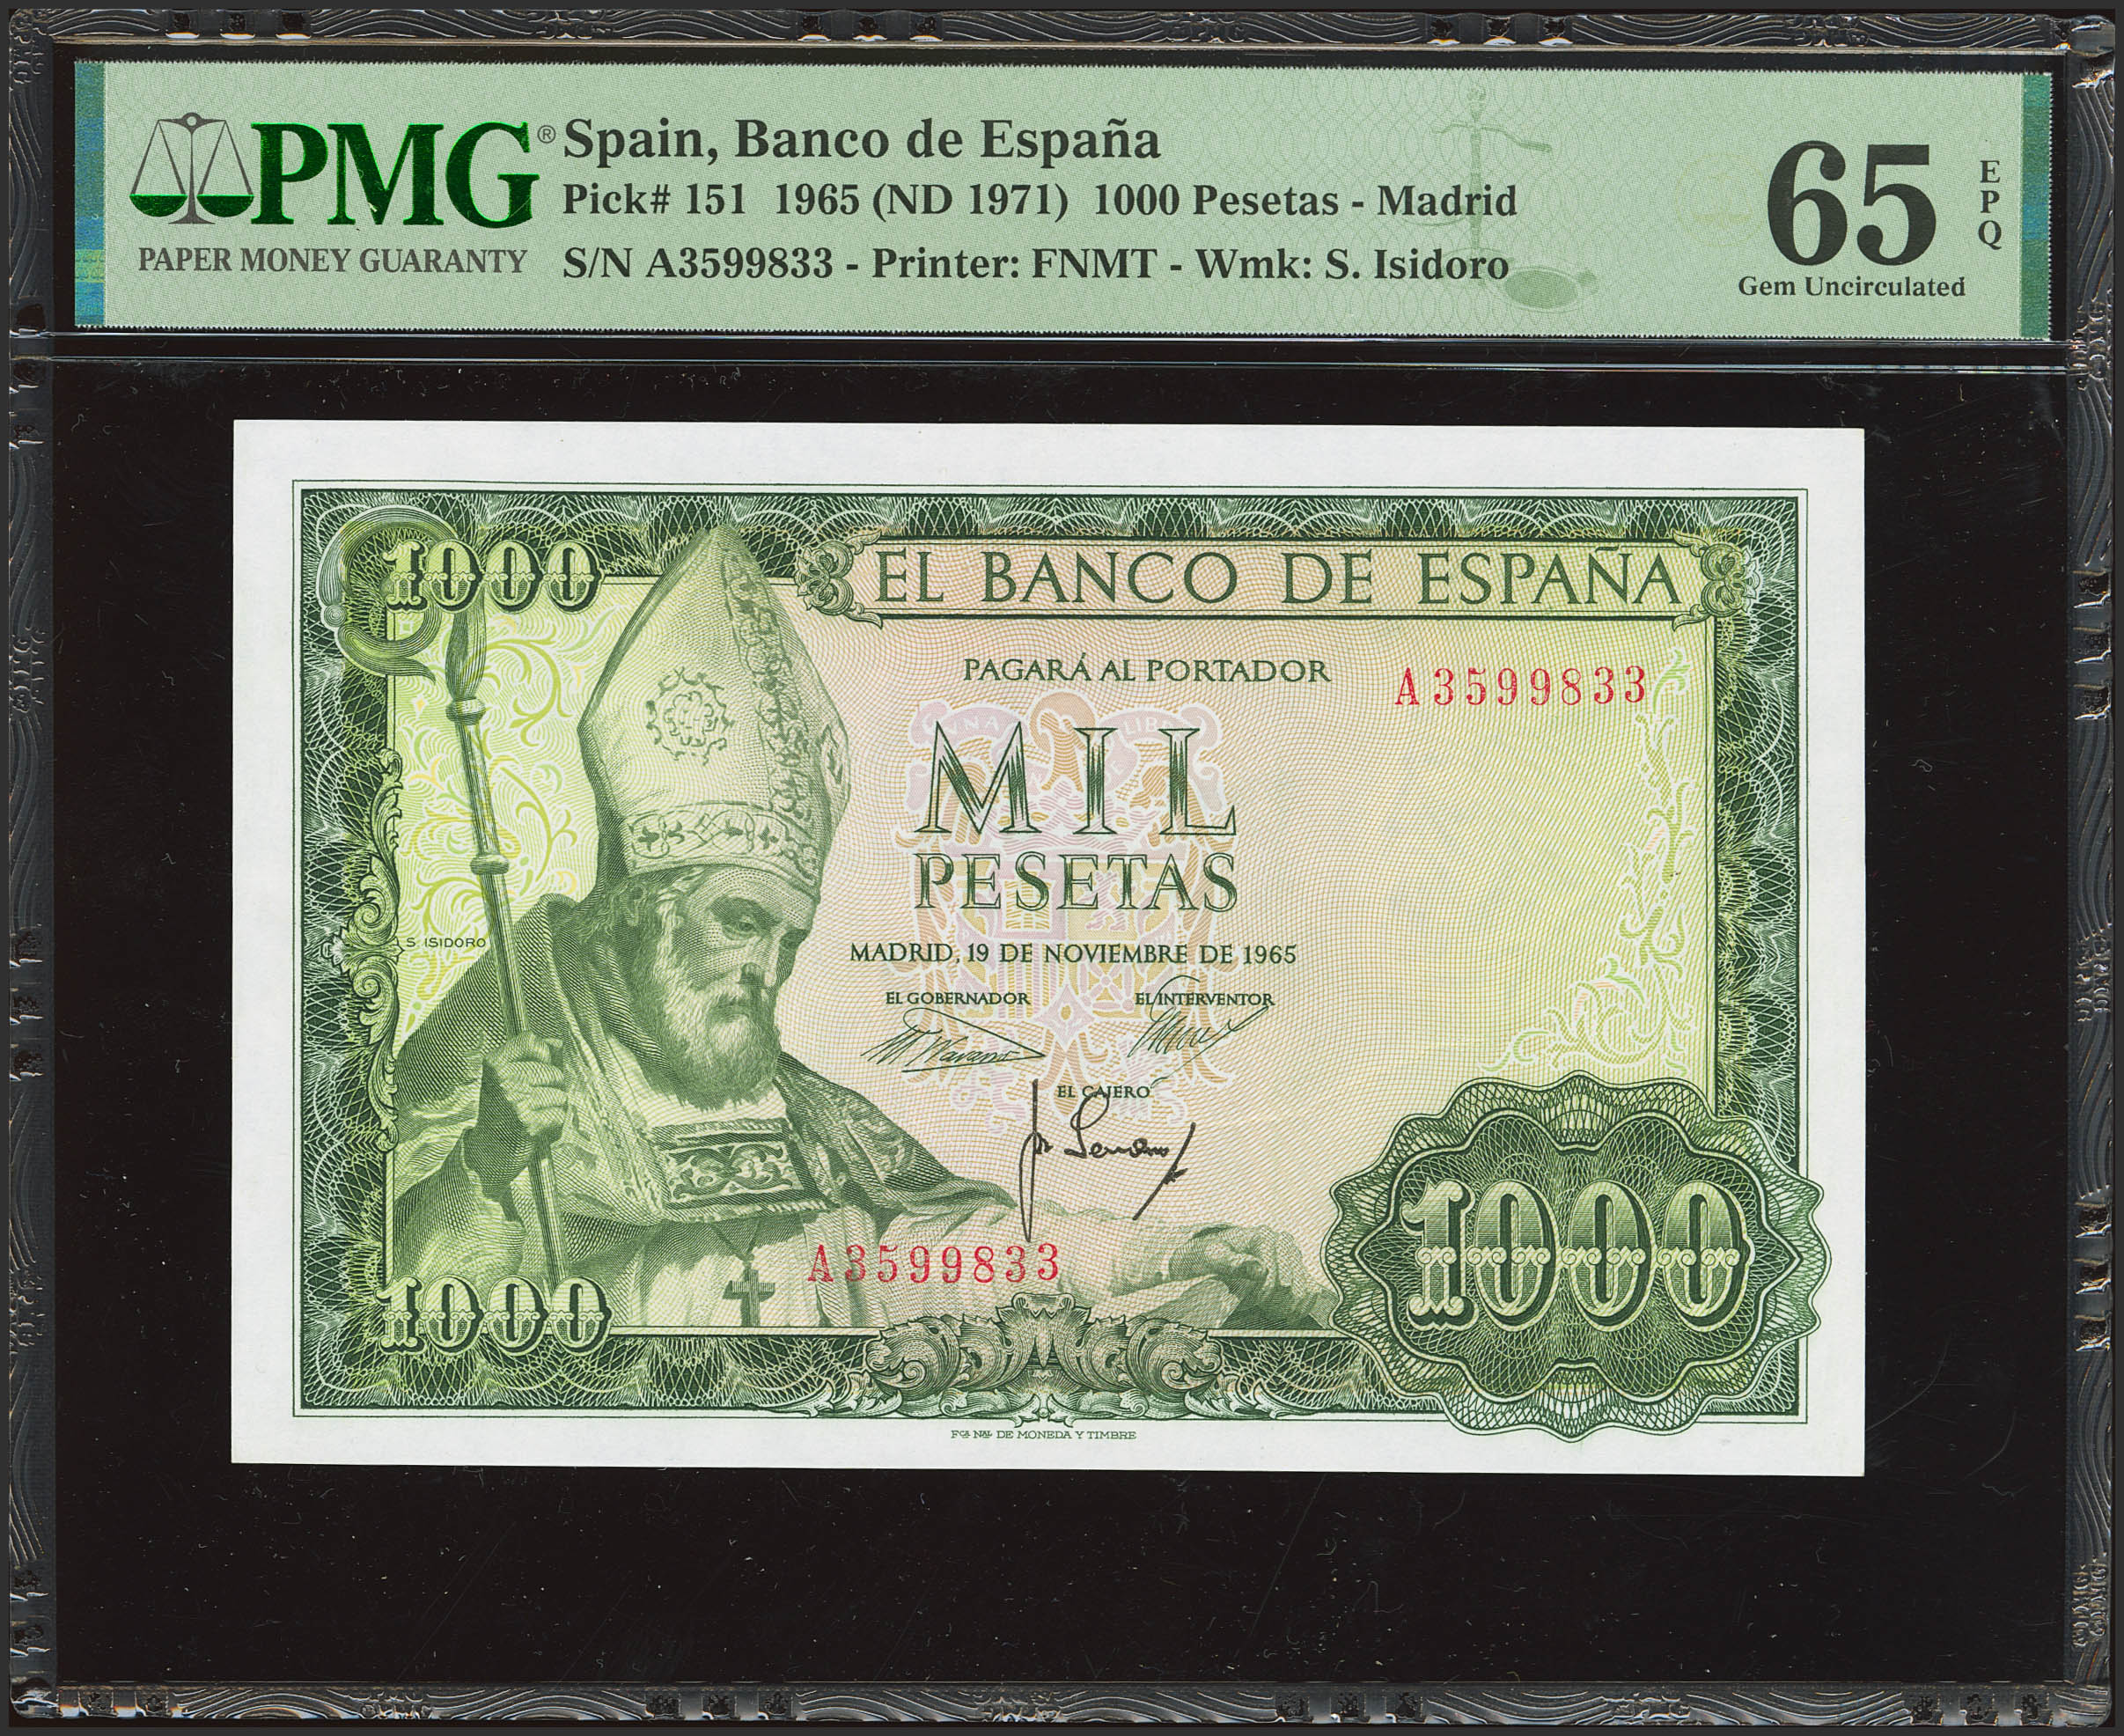 PMG® Spain, Banco de España
Pick# 151 1965 (ND 1971) 1000 Pesetas - Madrid
PAPER MONEY GUARANTY S/N A3599833 - Printer: FNMT - Wmk: S. Isidoro
65
EPQ
Gem Uncirculated
1000
EL BANCO DE ESPAÑA
PAGARÁ AL PORTADOR
A3599833
MIL
PESETAS
S. ISIDORO
MADRID, 19 DE NOVIEMBRE DE 1965
EL GOBERNADOR EL INTERVENTOR
EL CAJERO
A3599833
1000
1000
FCA NAL DE MONEDA Y TIMBRE